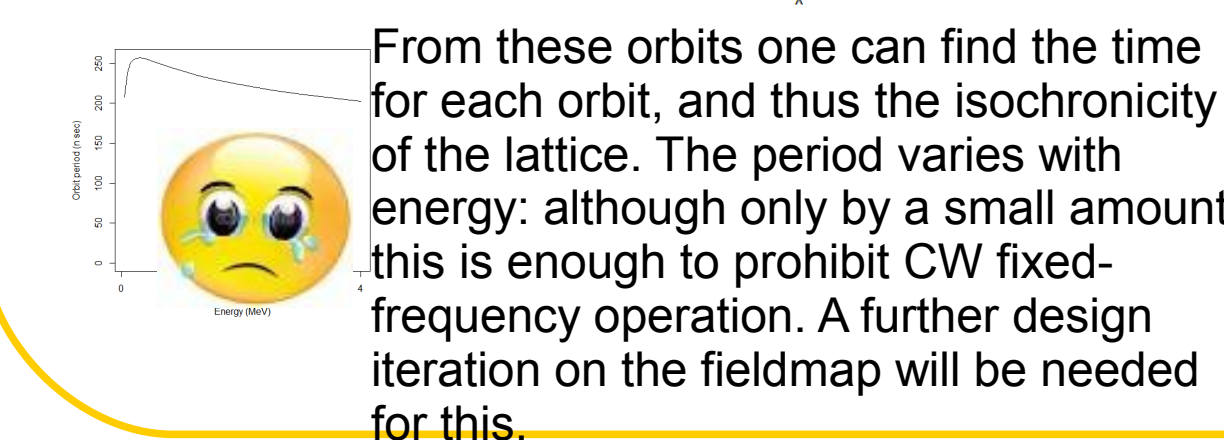 From these orbits one can find the time
for each orbit, and thus the isochronicity
of the lattice. The period varies with
energy: although only by a small amount
this is enough to prohibit CW fixed-
frequency operation. A further design
iteration on the fieldmap will be needed
for this.
Orbit period (n sec)
250
200
150
100
50
0
0
4
Energy (MeV)